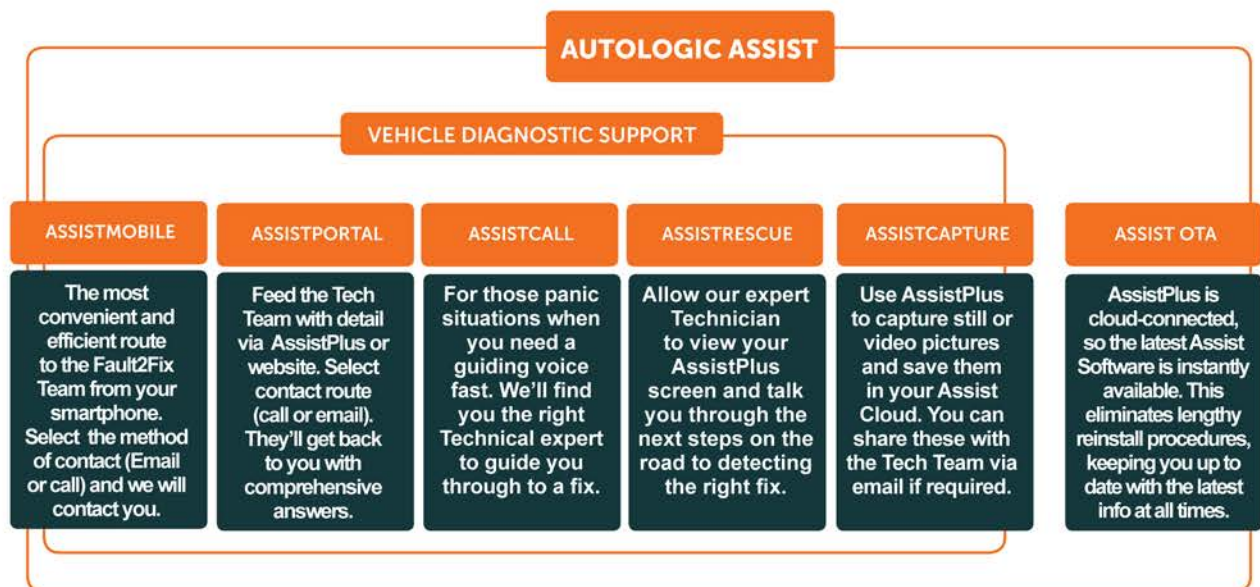 AUTOLOGIC ASSIST
VEHICLE DIAGNOSTIC SUPPORT
ASSISTMOBILE
The most
convenient and
efficient route
to the Fault2Fix
Team from your
smartphone.
Select the method
of contact (Email
or call) and we will
contact you.
ASSISTPORTAL
Feed the Tech
Team with detail
via AssistPlus or
website. Select
contact route
(call or email).
They'll get back
to you with
comprehensive
answers.
ASSISTCALL
For those panic
situations when
you need a
guiding voice
fast. We'll find
you the right
Technical expert
to guide you
through to a fix.
ASSISTRESCUE
Allow our expert
Technician
to view your
AssistPlus
screen and talk
you through the
next steps on the
road to detecting
the right fix.
ASSISTCAPTURE
Use AssistPlus
to capture still or
video pictures
and save them
in your Assist
Cloud. You can
share these with
the Tech Team via
email if required.
ASSIST OTA
AssistPlus is
cloud-connected,
so the latest Assist
Software is instantly
available. This
eliminates lengthy
reinstall procedures,
keeping you up to
date with the latest
info at all times.